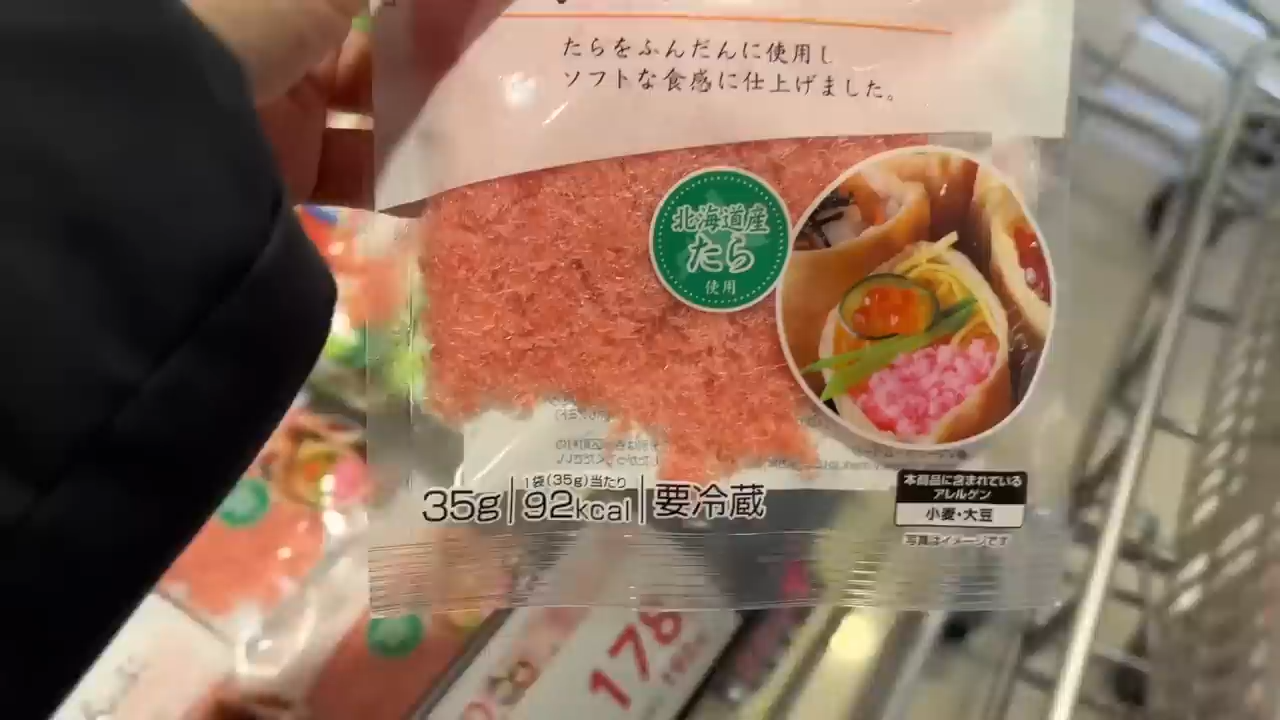 たらをふんだんに使用し
ソフトな食感に仕上げました。
北海道産
たら
使用
35g
1袋(35g)当たり
92kcal
要冷蔵
本商品に含まれている
アレルゲン
小麦・大豆
写真はイメージです
178